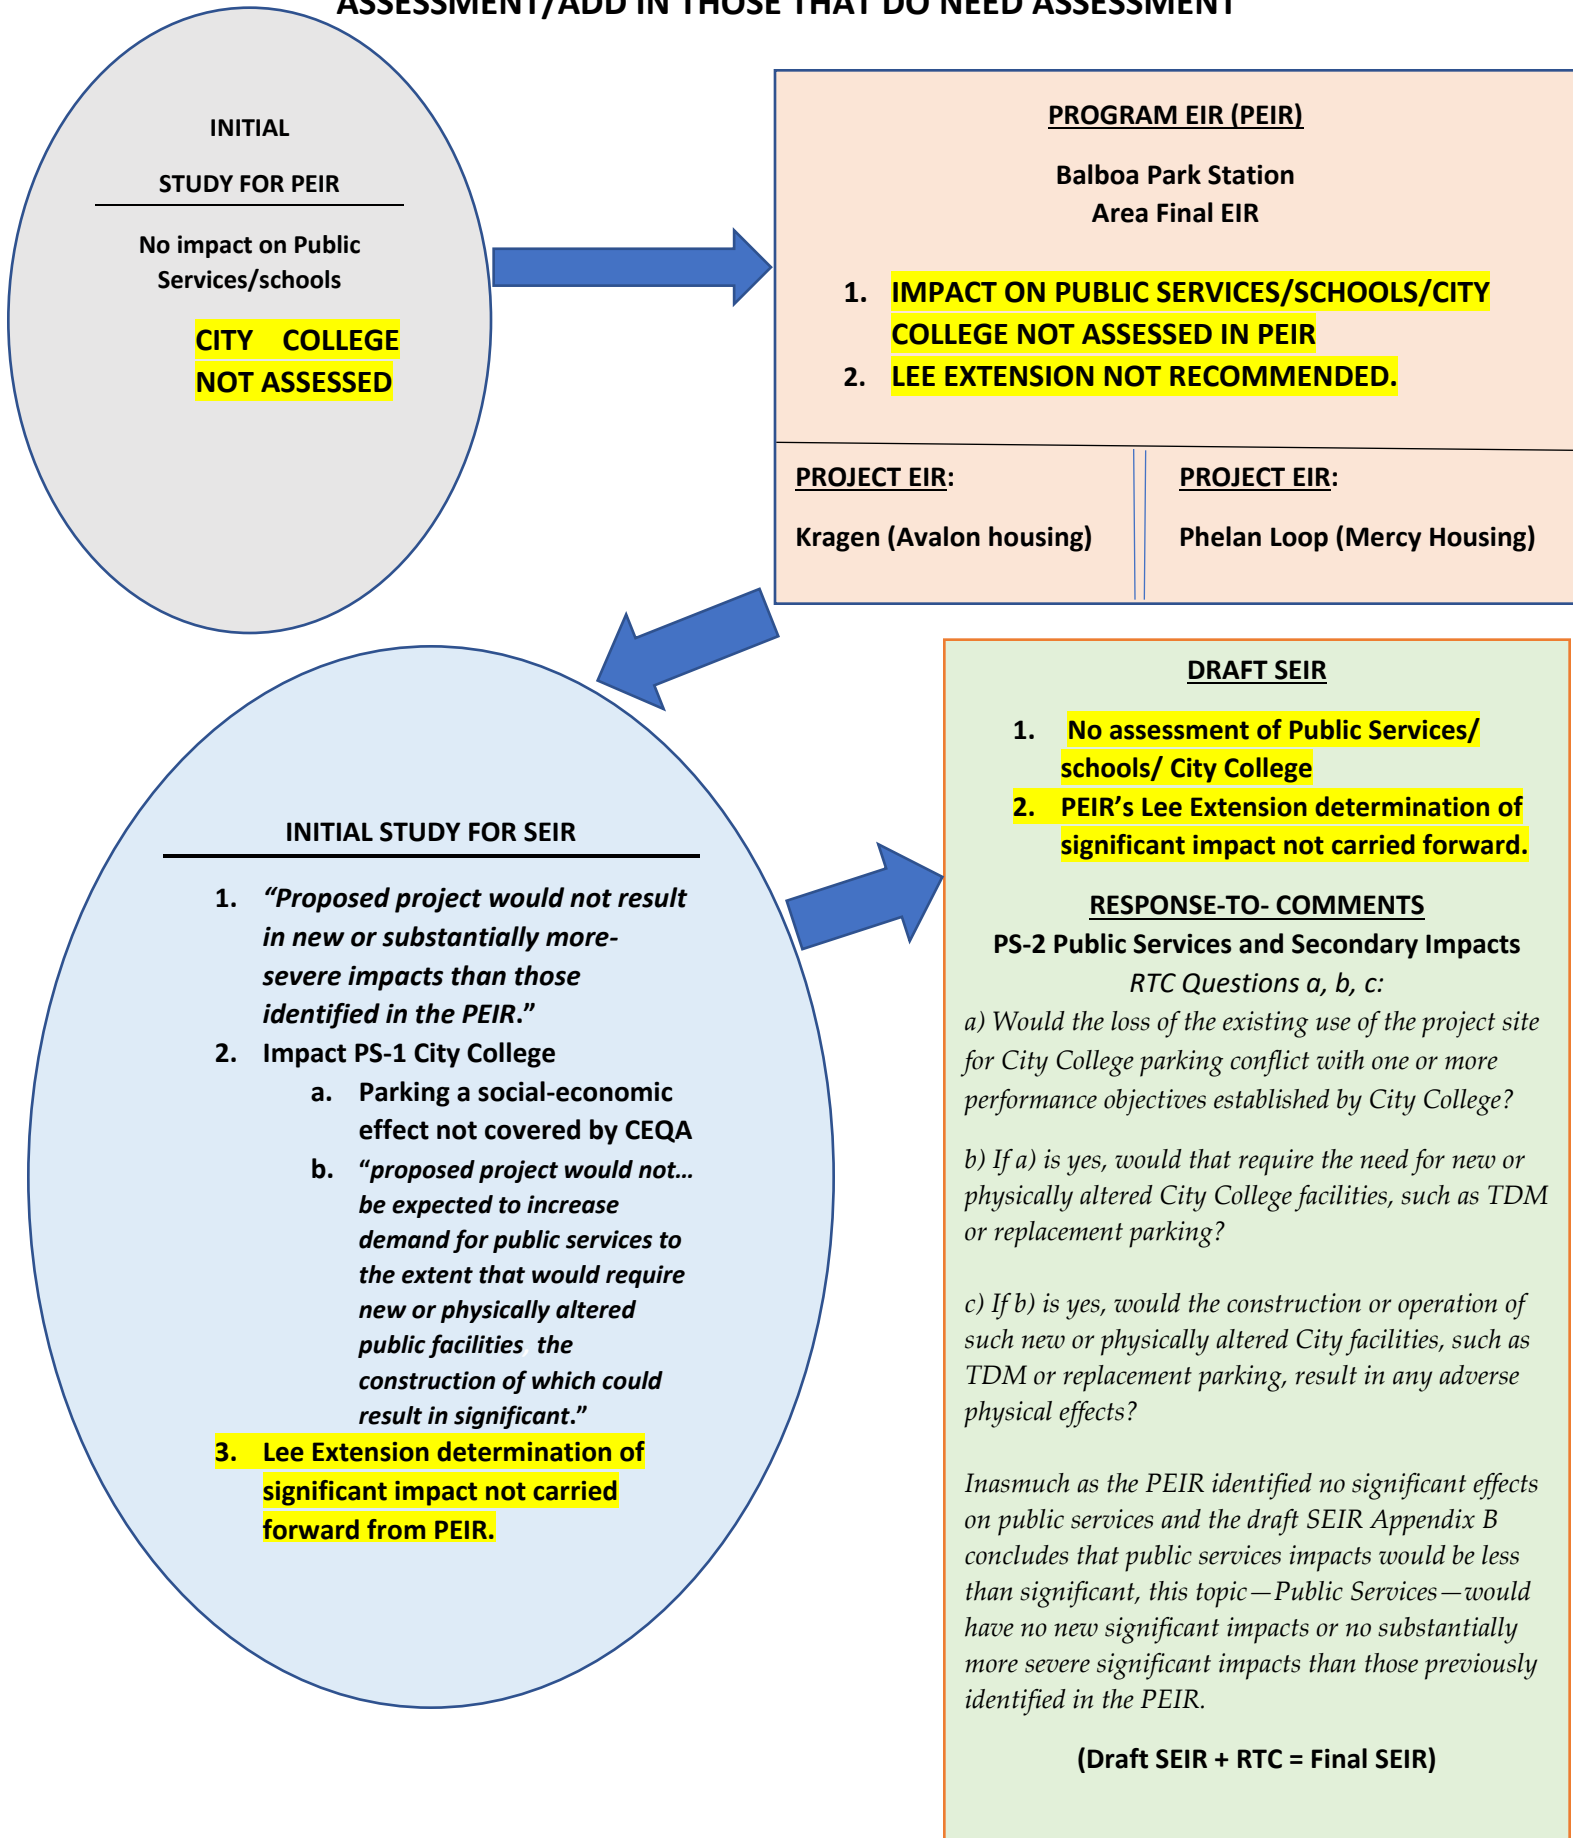 ASSESSMENT/ADD IN THOSE THAT DO NEED ASSESSMENT
INITIAL
STUDY FOR PEIR
No impact on Public
Services/schools
CITY COLLEGE
NOT ASSESSED
PROGRAM EIR (PEIR)
Balboa Park Station
Area Final EIR
1. IMPACT ON PUBLIC SERVICES/SCHOOLS/CITY
COLLEGE NOT ASSESSED IN PEIR
2. LEE EXTENSION NOT RECOMMENDED.
PROJECT EIR:
Kragen (Avalon housing)
PROJECT EIR:
Phelan Loop (Mercy Housing)
INITIAL STUDY FOR SEIR
1. “Proposed project would not result
in new or substantially more-
severe impacts than those
identified in the PEIR.”
2. Impact PS-1 City College
a. Parking a social-economic
effect not covered by CEQA
b. “proposed project would not…
be expected to increase
demand for public services to
the extent that would require
new or physically altered
public facilities, the
construction of which could
result in significant.”
3. Lee Extension determination of
significant impact not carried
forward from PEIR.
DRAFT SEIR
1. No assessment of Public Services/
schools/ City College
2. PEIR’s Lee Extension determination of
significant impact not carried forward.
RESPONSE-TO- COMMENTS
PS-2 Public Services and Secondary Impacts
RTC Questions a, b, c:
a) Would the loss of the existing use of the project site
for City College parking conflict with one or more
performance objectives established by City College?
b) If a) is yes, would that require the need for new or
physically altered City College facilities, such as TDM
or replacement parking?
c) If b) is yes, would the construction or operation of
such new or physically altered City facilities, such as
TDM or replacement parking, result in any adverse
physical effects?
Inasmuch as the PEIR identified no significant effects
on public services and the draft SEIR Appendix B
concludes that public services impacts would be less
than significant, this topic—Public Services—would
have no new significant impacts or no substantially
more severe significant impacts than those previously
identified in the PEIR.
(Draft SEIR + RTC = Final SEIR)